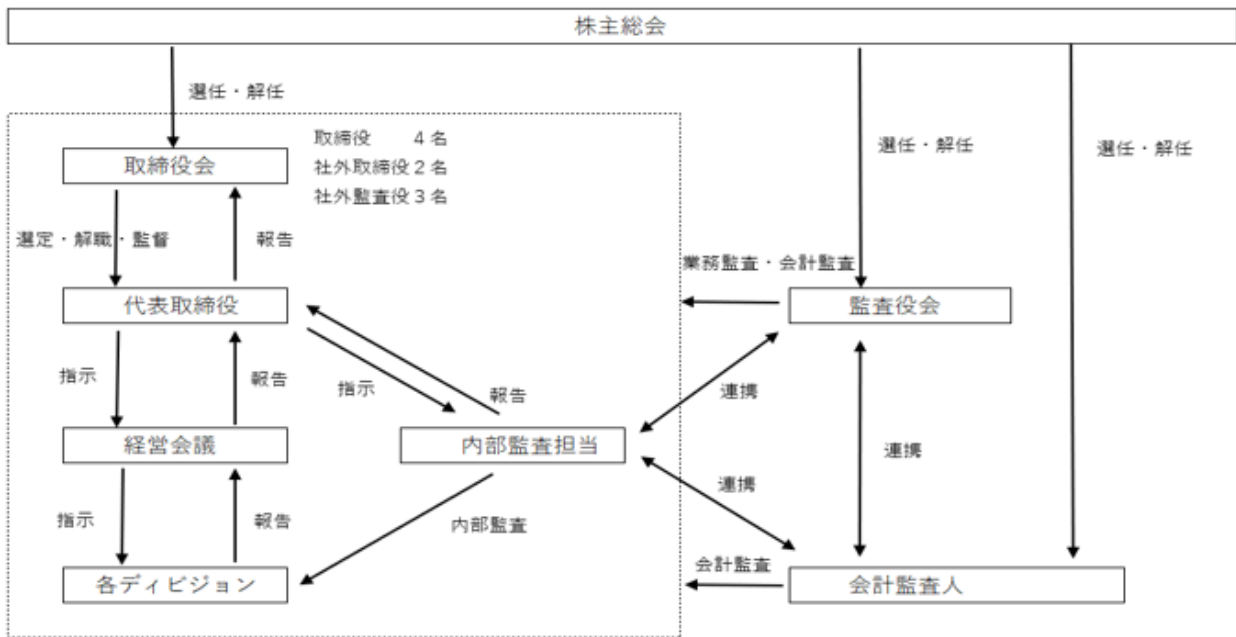 株主総会
選任・解任
取締役 4名
社外取締役2名
社外監査役3名
選任・解任
選任・解任
取締役会
選定・解職・監督
報告
業務監査・会計監査
代表取締役
監査役会
指示
報告
指示
報告
連携
経営会議
内部監査担当
連携
連携
指示
報告
内部監査
会計監査
各ディビジョン
会計監査人